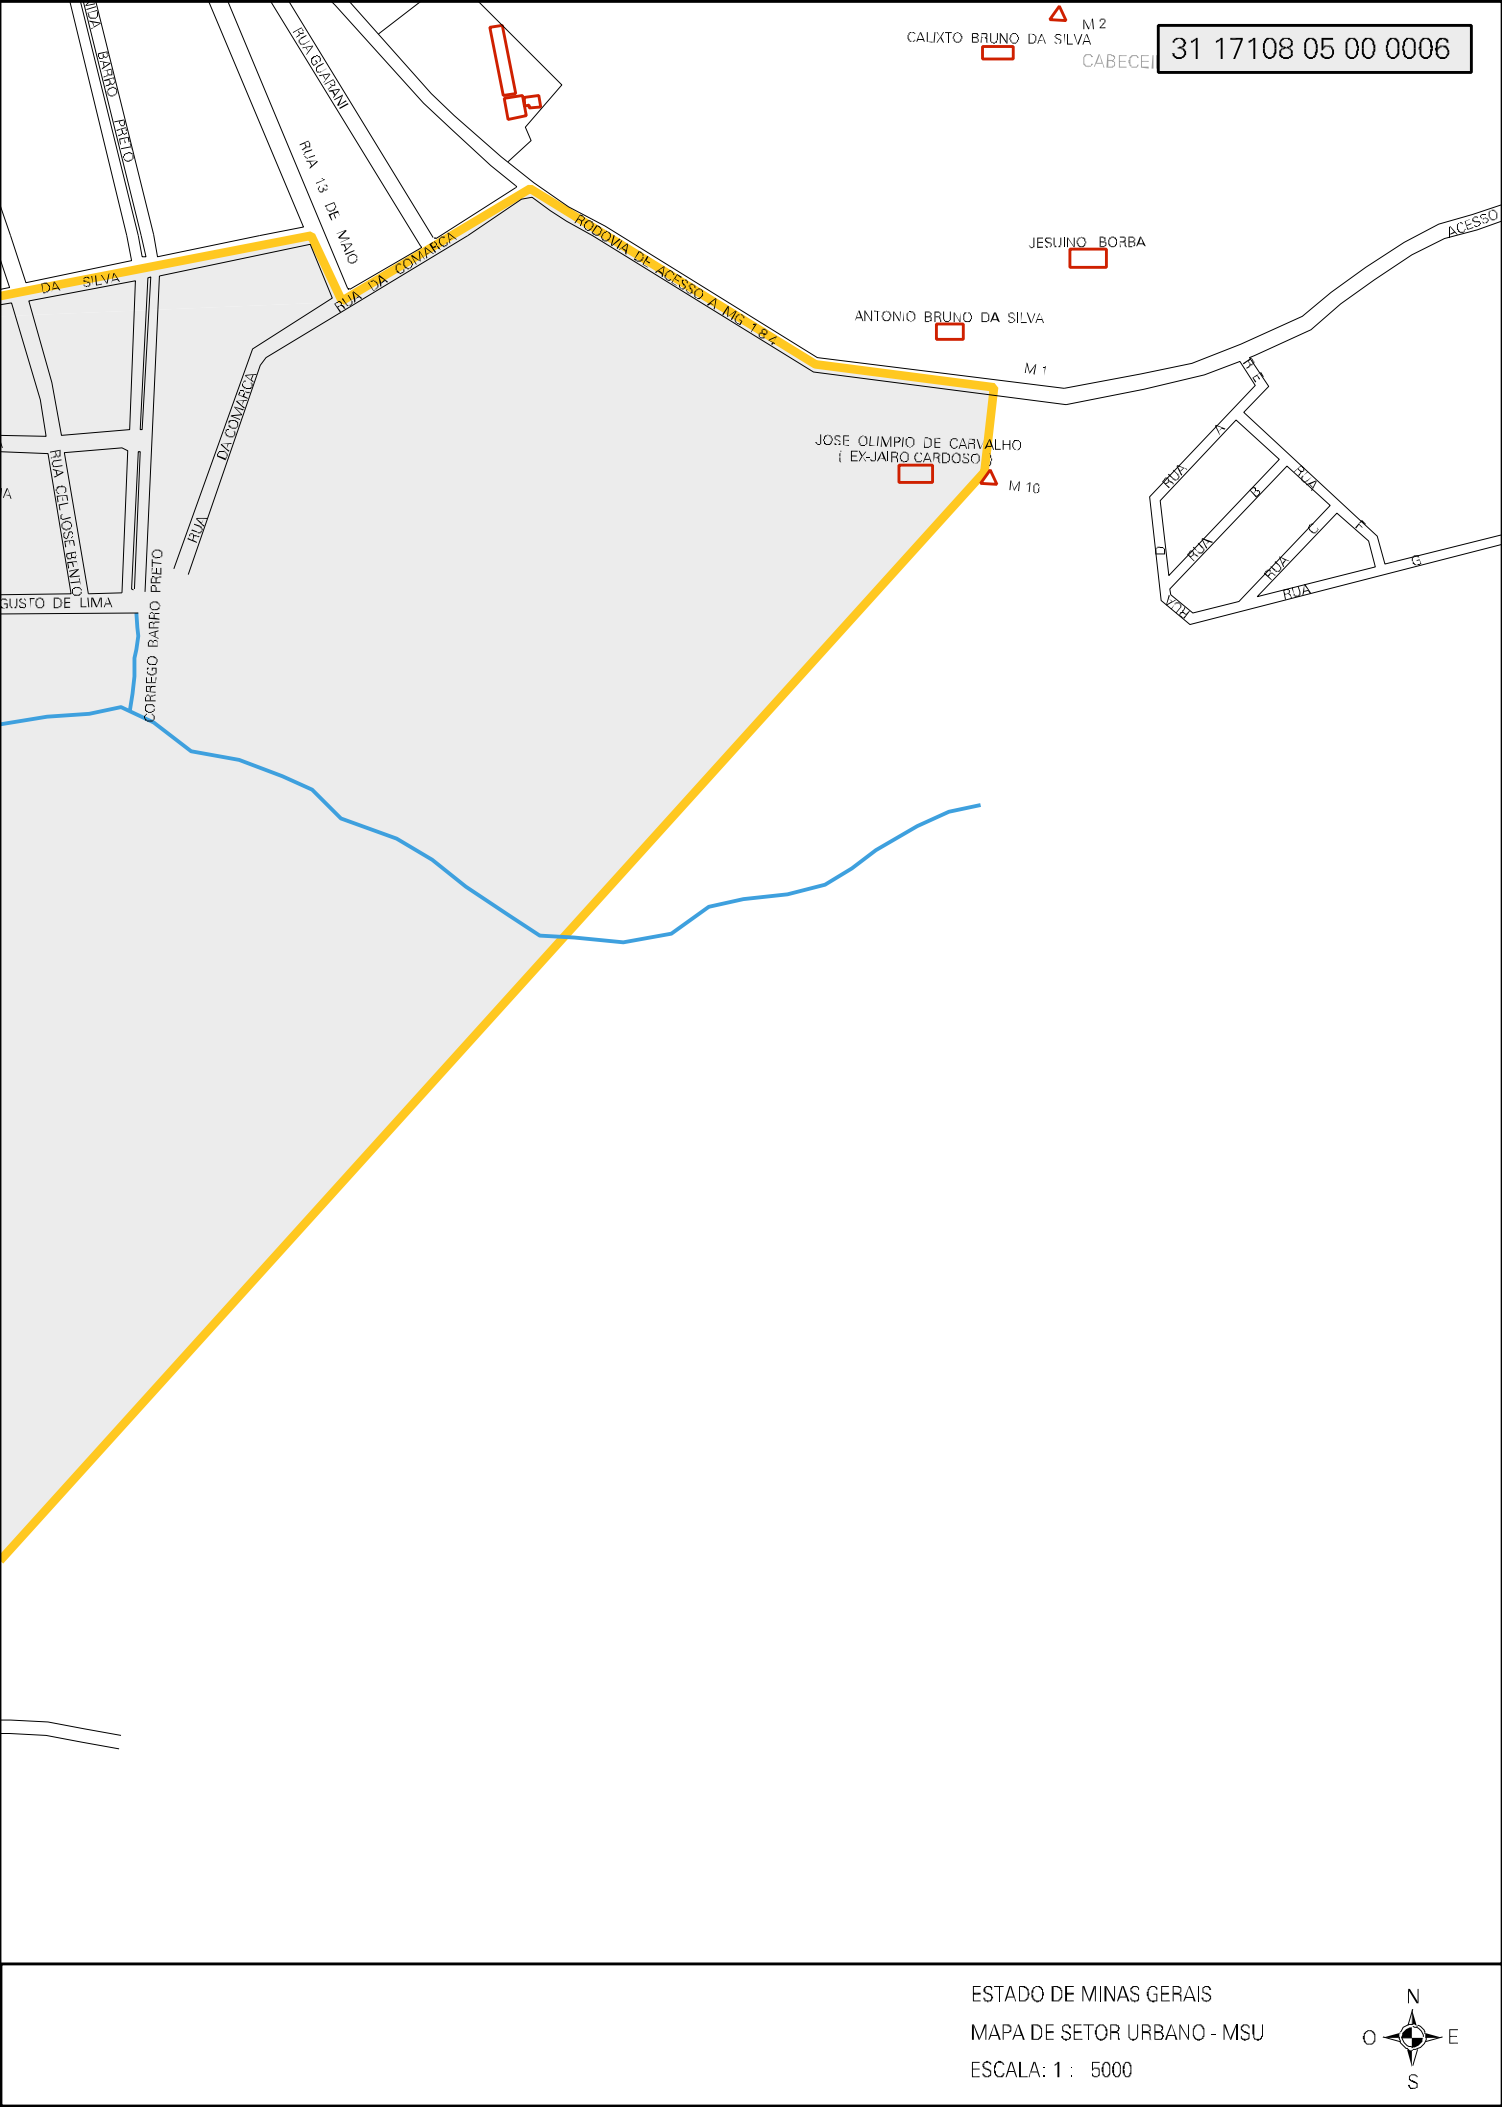 M 2
CALIXTO BRUNO DA SILVA
31 17108 05 00 0006
BARRO PRETO
RUA GUARANI
RUA 13 DE MAIO
ACESSO
JESUINO BORBA
RODOVIA DE ACESSO A MG 184
RUA DA COMARCA
DA SILVA
ANTONIO BRUNO DA SILVA
M 1
RUA DA COMARCA
JOSE OLIMPIO DE CARVALHO
( EX-JAIRO CARDOSO )
M 10
RUA A
RUA B
RUA C
RUA D
RUA F
RUA G
RUA CEL JOSE BENTO
GUSTO DE LIMA
CORREGO BARRO PRETO
ESTADO DE MINAS GERAIS
MAPA DE SETOR URBANO - MSU
ESCALA: 1 : 5000
N
O E
S